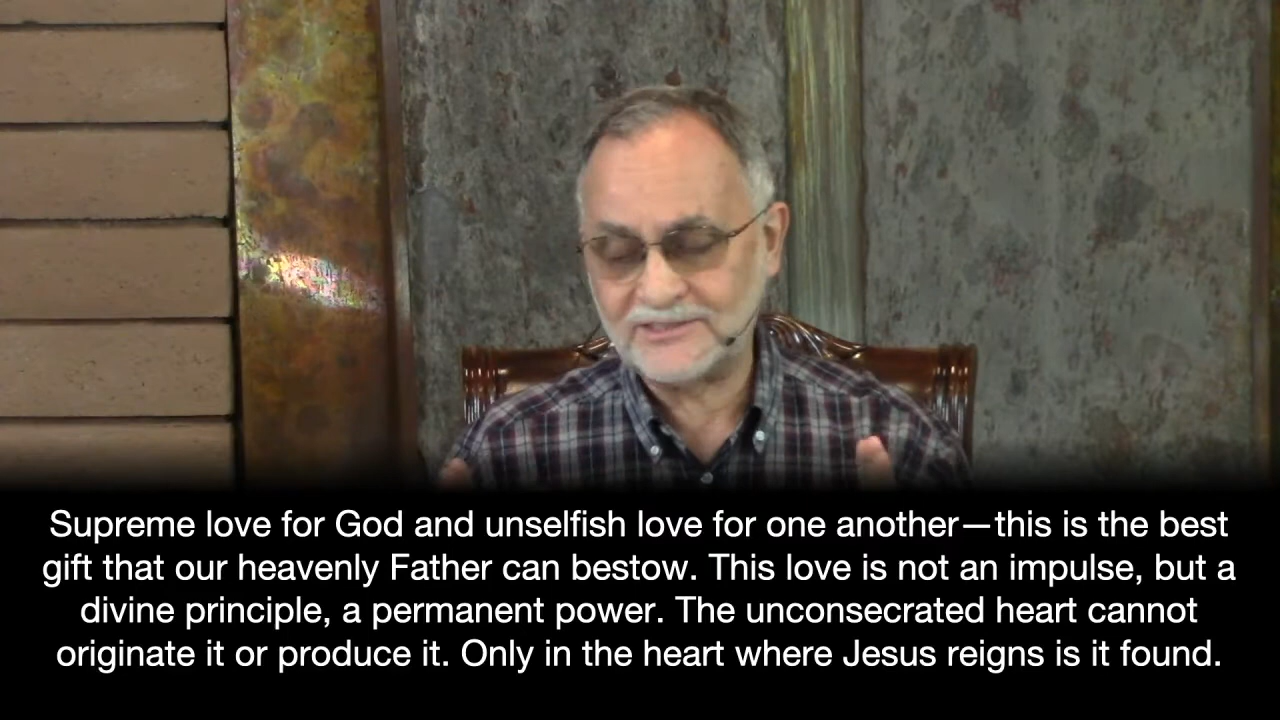 Supreme love for God and unselfish love for one another—this is the best
gift that our heavenly Father can bestow. This love is not an impulse, but a
divine principle, a permanent power. The unconsecrated heart cannot
originate it or produce it. Only in the heart where Jesus reigns is it found.